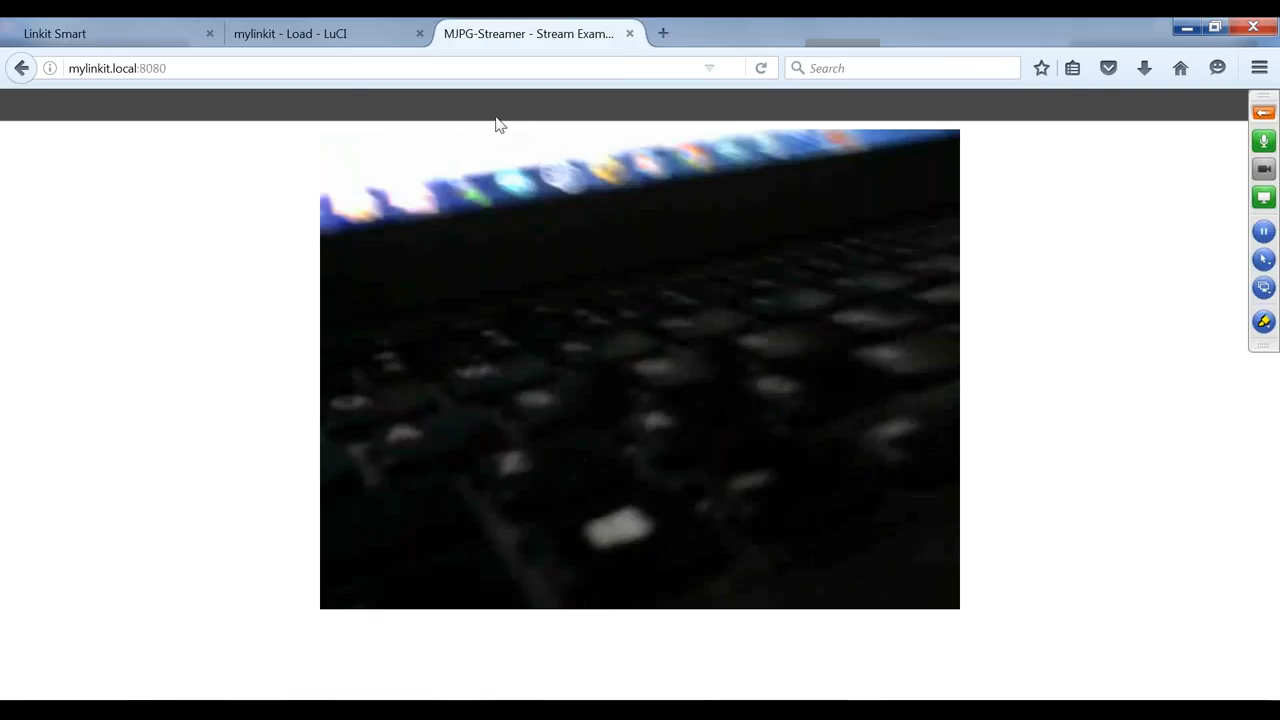 Linkit Smart
mylinkit - Load - LuCI
MJPG-Streamer - Stream Exam...
mylinkit.local:8080
Search